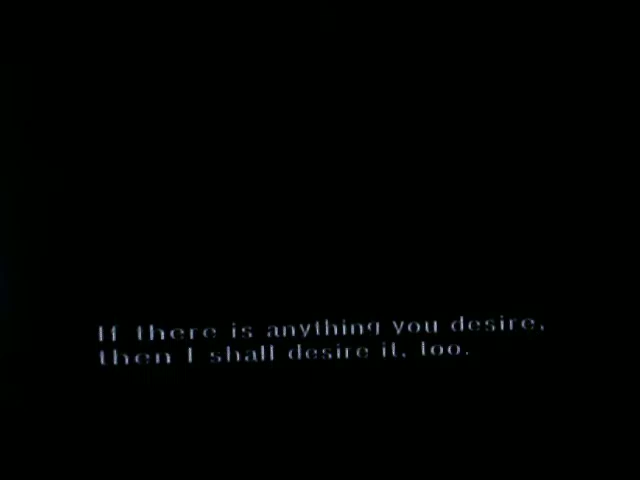 If there is anything you desire,
then I shall desire it, too.